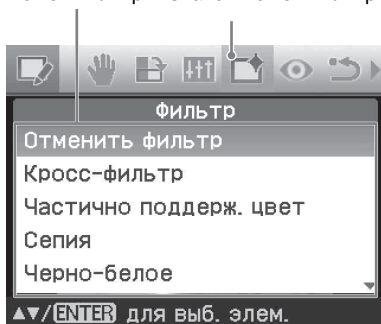 Фильтр
Отменить фильтр
Кросс-фильтр
Частично поддерж. цвет
Сепия
Черно-белое
▲▼/ENTER для выб. элем.